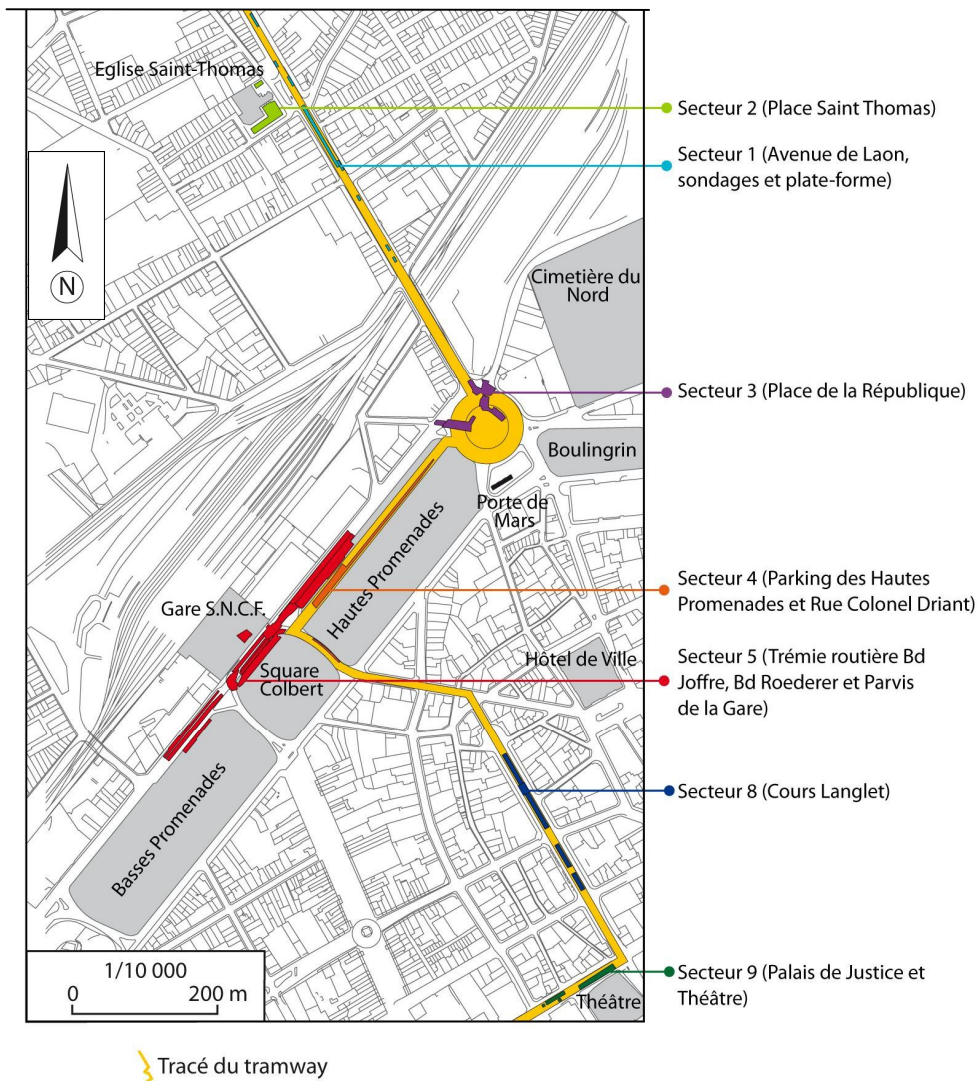 Eglise Saint-Thomas
Secteur 2 (Place Saint Thomas)
Secteur 1 (Avenue de Laon,
sondages et plate-forme)
N
Cimetière du
Nord
Secteur 3 (Place de la République)
Boulingrin
Porte de
Mars
Hautes Promenades
Secteur 4 (Parking des Hautes
Promenades et Rue Colonel Driant)
Gare S.N.C.F.
Hôtel de Ville
Square
Colbert
Secteur 5 (Trémie routière Bd
Joffre, Bd Roederer et Parvis
de la Gare)
Basses Promenades
Secteur 8 (Cours Langlet)
1/10 000
0 200 m
Secteur 9 (Palais de Justice et
Théâtre)
Théâtre
Tracé du tramway